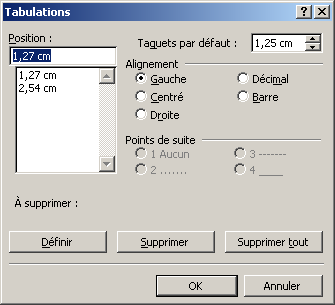 Tabulations
Position :
Taquets par défaut :
1,25 cm
1,27 cm
1,27 cm
2,54 cm
Alignement
Gauche
Décimal
Centré
Barre
Droite
Points de suite
1 Aucun
3 -------
2 .......
4 ____
À supprimer :
Définir
Supprimer
Supprimer tout
OK
Annuler